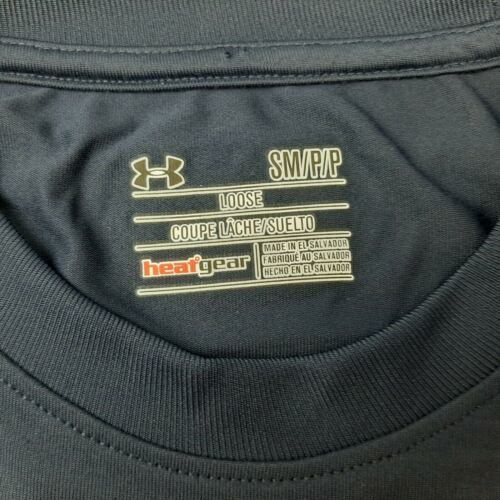 SM/P/P
LOOSE
COUPE LÂCHE/SUELTO
heatgear
MADE IN EL SALVADOR
FABRIQUÉ AU SALVADOR
HECHO EN EL SALVADOR